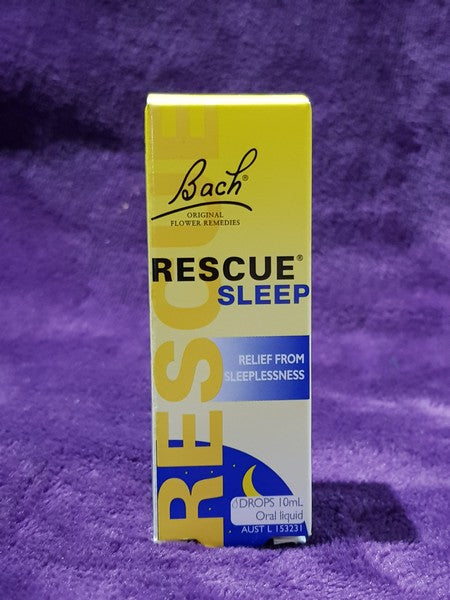 Bach®
ORIGINAL
FLOWER REMEDIES
RESCUE®
SLEEP
RELIEF FROM
SLEEPLESSNESS
RESCUE
DROPS 10mL
Oral liquid
AUST L 153231